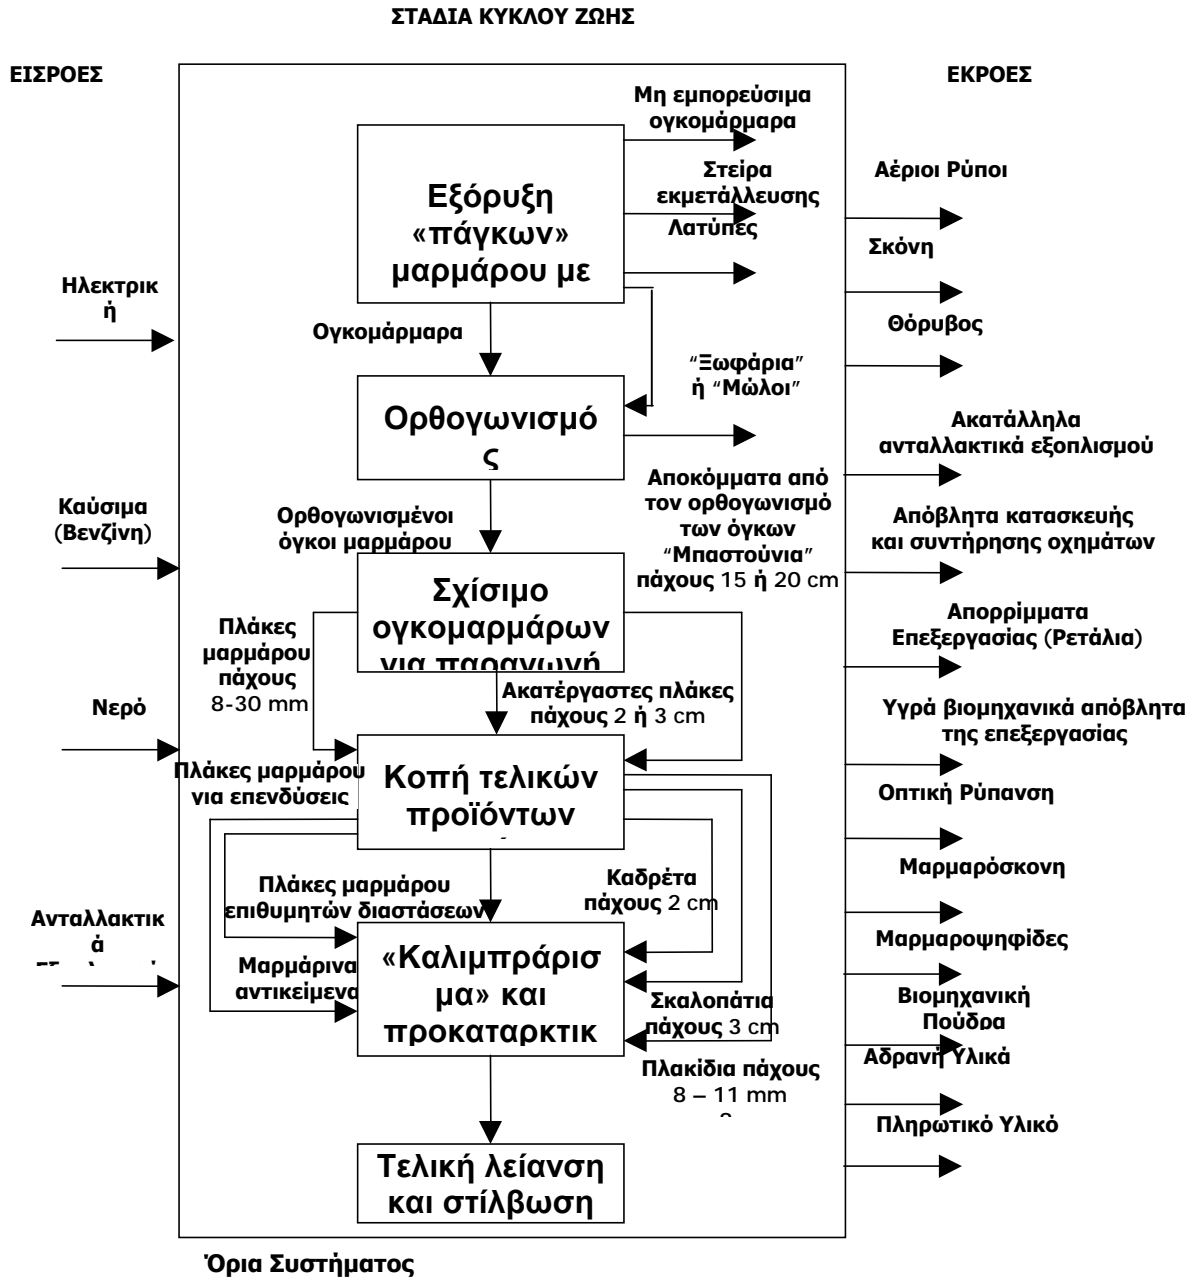 ΣΤΑΔΙΑ ΚΥΚΛΟΥ ΖΩΗΣ
ΕΙΣΡΟΕΣ
ΕΚΡΟΕΣ
Μη εμπορεύσιμα
ογκομάρμαρα
Στείρα
εκμετάλλευσης
Λατύπες
Εξόρυξη
«πάγκων»
μαρμάρου με
Ογκομάρμαρα
“Ξωφάρια”
ή “Μώλοι”
Ορθογωνισμό
ς
Αποκόμματα από
τον ορθογωνισμό
των όγκων
“Μπαστούνια”
πάχους 15 ή 20 cm
Ορθογωνισμένοι
όγκοι μαρμάρου
Σχίσιμο
ογκομαρμάρων
για παραγωγή
Πλάκες
μαρμάρου
πάχους
8-30 mm
Ακατέργαστες πλάκες
πάχους 2 ή 3 cm
Κοπή τελικών
προϊόντων
Πλάκες μαρμάρου
για επενδύσεις
Πλάκες μαρμάρου
επιθυμητών διαστάσεων
Καδρέτα
πάχους 2 cm
Μαρμάρινα
αντικείμενα
«Καλιμπράρισ
μα» και
προκαταρκτικ
Σκαλοπάτια
πάχους 3 cm
Πλακίδια πάχους
8 – 11 mm
Τελική λείανση
και στίλβωση
Όρια Συστήματος
Ηλεκτρικ
ή
Καύσιμα
(Βενζίνη)
Νερό
Ανταλλακτικ
ά
Αέριοι Ρύποι
Σκόνη
Θόρυβος
Ακατάλληλα
ανταλλακτικά εξοπλισμού
Απόβλητα κατασκευής
και συντήρησης οχημάτων
Απορρίμματα
Επεξεργασίας (Ρετάλια)
Υγρά βιομηχανικά απόβλητα
της επεξεργασίας
Οπτική Ρύπανση
Μαρμαρόσκονη
Μαρμαροψηφίδες
Βιομηχανική
Πούδρα
Αδρανή Υλικά
Πληρωτικό Υλικό